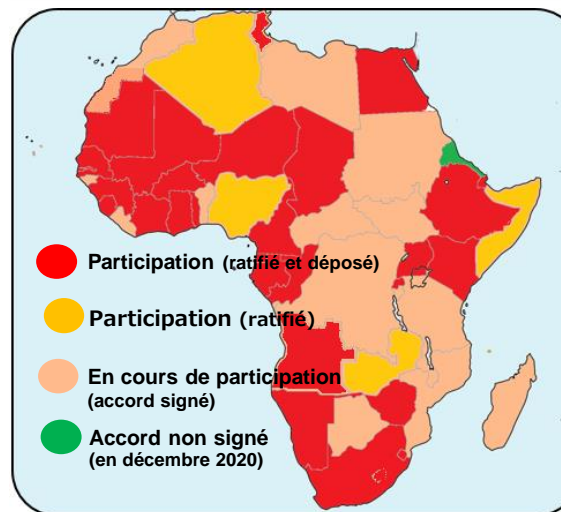 Participation (ratifié et déposé)
Participation (ratifié)
En cours de participation
(accord signé)
Accord non signé
(en décembre 2020)